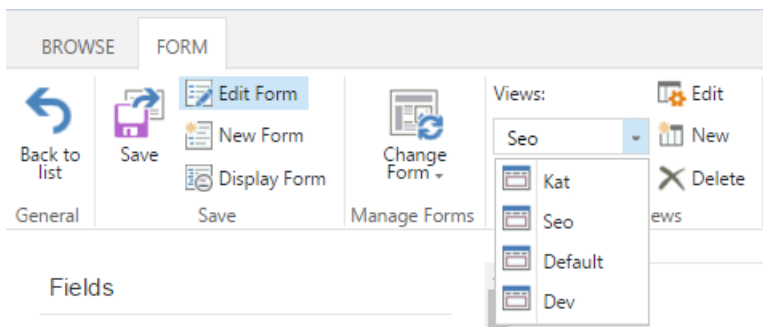 BROWSE FORM
Back to list
Save
Edit Form
New Form
Display Form
Change Form
Views:
Seo
Kat
Seo
Default
Dev
Edit
New
Delete
General
Save
Manage Forms
ews
Fields